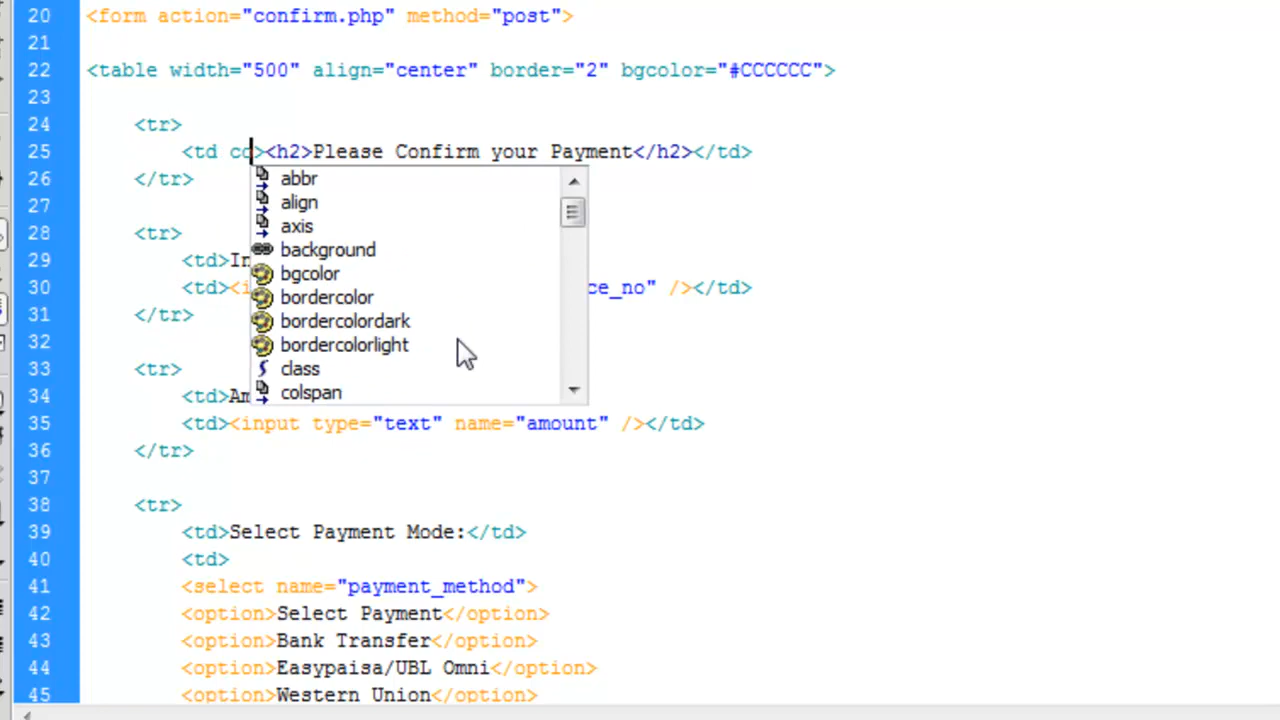 20 <form action="confirm.php" method="post">
21
22 <table width="500" align="center" border="2" bgcolor="#CCCCCC">
23
24 <tr>
25 <td co><h2>Please Confirm your Payment</h2></td>
abbr
26 </tr>
align
27
axis
28 <tr>
background
29 <td>In
bgcolor
30 <td><i ce_no" /></td>
bordercolor
31 </tr>
bordercolordark
32
bordercolorlight
33 <tr>
class
34 <td>Am
colspan
35 <td><input type="text" name="amount" /></td>
36 </tr>
37
38 <tr>
39 <td>Select Payment Mode:</td>
40 <td>
41 <select name="payment_method">
42 <option>Select Payment</option>
43 <option>Bank Transfer</option>
44 <option>Easypaisa/UBL Omni</option>
45 <option>Western Union</option>